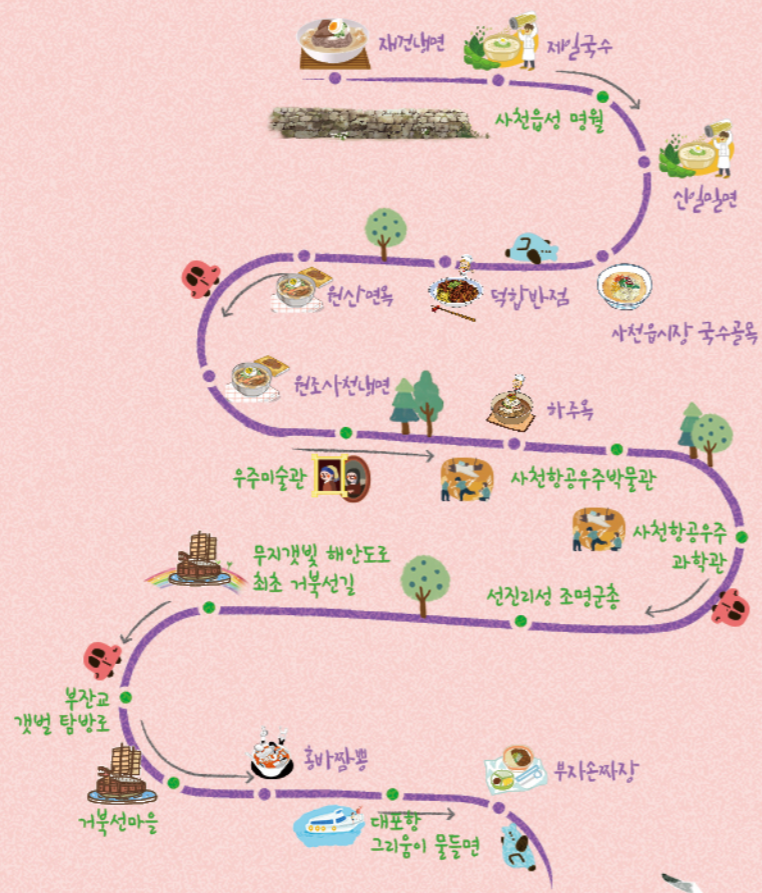 재건냉면
제일국수
사천읍성 명월
신일밀면
원산면옥
덕합반점
사천읍시장 국수골목
원조사천냉면
하주옥
우주미술관
사천항공우주박물관
사천항공우주
과학관
무지갯빛 해안도로
최초 거북선길
선진리성 조명군총
부잔교
갯벌 탐방로
홍바짬뽕
부자손짜장
거북선마을
대포항
그리움이 물들면